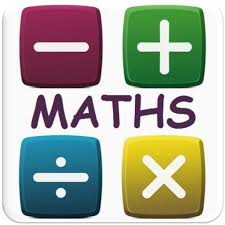 − +
MATHS
÷ ×